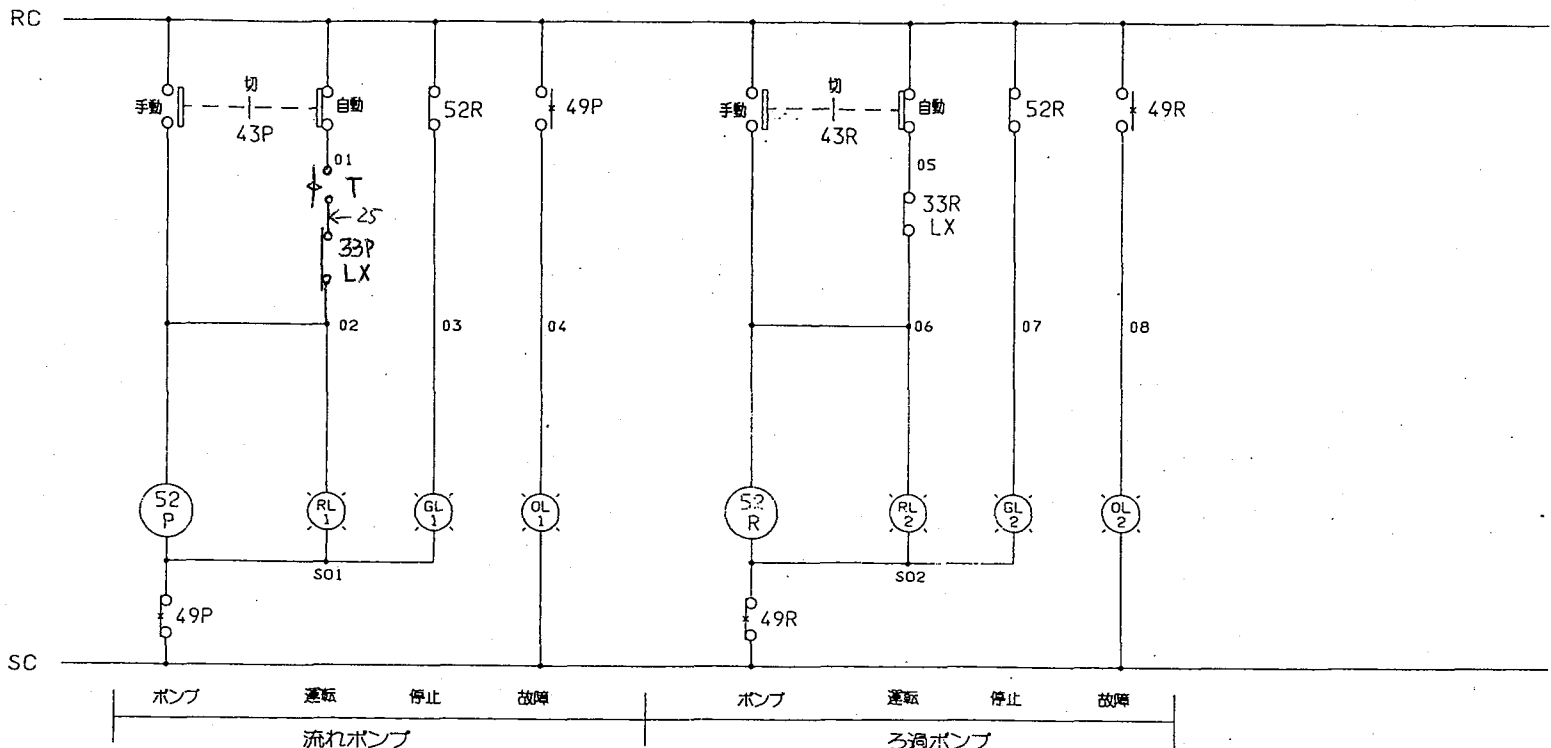 RC
手動
切
43P
自動
52R
49P
手動
切
43R
自動
52R
49R
01
T
25
33P
LX
05
33R
LX
02
03
04
06
07
08
52
P
RL
1
GL
1
OL
1
52
R
RL
2
GL
2
OL
2
S01
S02
49P
49R
SC
ポンプ
運転
停止
故障
ポンプ
運転
停止
故障
流れポンプ
ろ過ポンプ